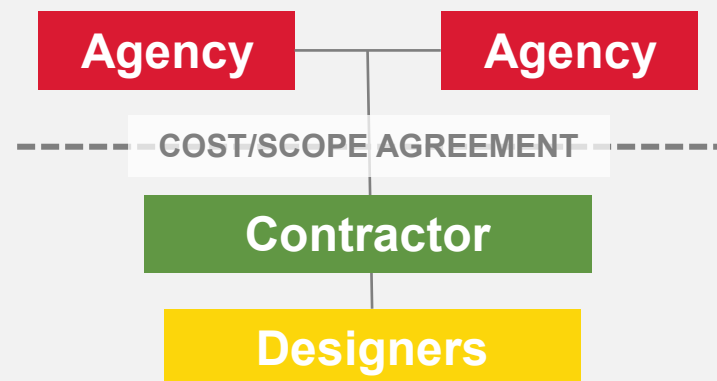 Agency
Agency
COST/SCOPE AGREEMENT
Contractor
Designers